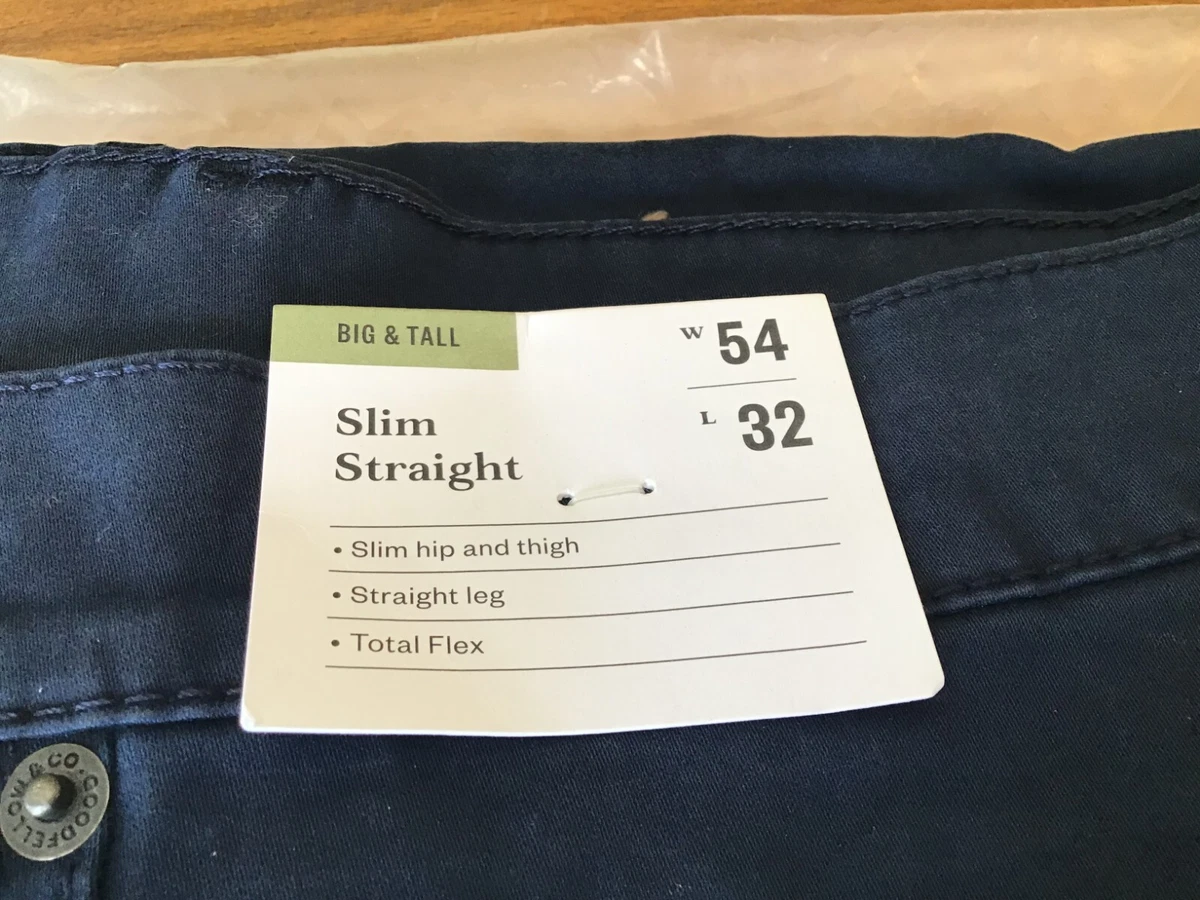 BIG & TALL
W 54
L 32
Slim
Straight
• Slim hip and thigh
• Straight leg
• Total Flex
GOODFELLOW & CO.